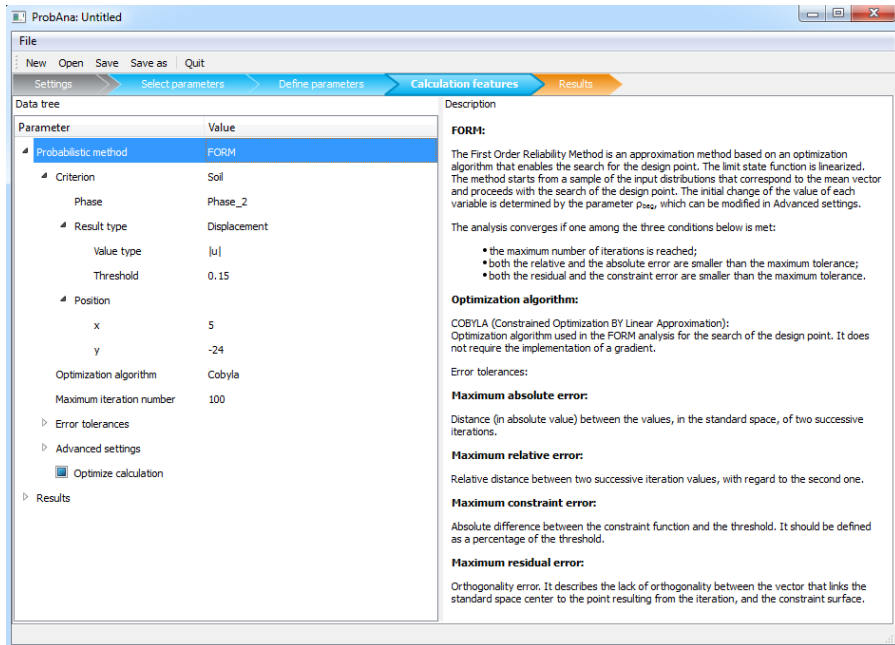 ProbAna: Untitled
File
New Open Save Save as Quit
Settings Select parameters Define parameters Calculation features Results
Data tree
Parameter Value
Probabilistic method FORM
Criterion Soil
Phase Phase_2
Result type Displacement
Value type |u|
Threshold 0.15
Position
x 5
y -24
Optimization algorithm Cobyla
Maximum iteration number 100
Error tolerances
Advanced settings
Optimize calculation
Results
Description
FORM:
The First Order Reliability Method is an approximation method based on an optimization
algorithm that enables the search for the design point. The limit state function is linearized.
The method starts from a sample of the input distributions that correspond to the mean vector
and proceeds with the search of the design point. The initial change of the value of each
variable is determined by the parameter ρbeg, which can be modified in Advanced settings.
The analysis converges if one among the three conditions below is met:
• the maximum number of iterations is reached;
• both the relative and the absolute error are smaller than the maximum tolerance;
• both the residual and the constraint error are smaller than the maximum tolerance.
Optimization algorithm:
COBYLA (Constrained Optimization BY Linear Approximation):
Optimization algorithm used in the FORM analysis for the search of the design point. It does
not require the implementation of a gradient.
Error tolerances:
Maximum absolute error:
Distance (in absolute value) between the values, in the standard space, of two successive
iterations.
Maximum relative error:
Relative distance between two successive iteration values, with regard to the second one.
Maximum constraint error:
Absolute difference between the constraint function and the threshold. It should be defined
as a percentage of the threshold.
Maximum residual error:
Orthogonality error. It describes the lack of orthogonality between the vector that links the
standard space center to the point resulting from the iteration, and the constraint surface.